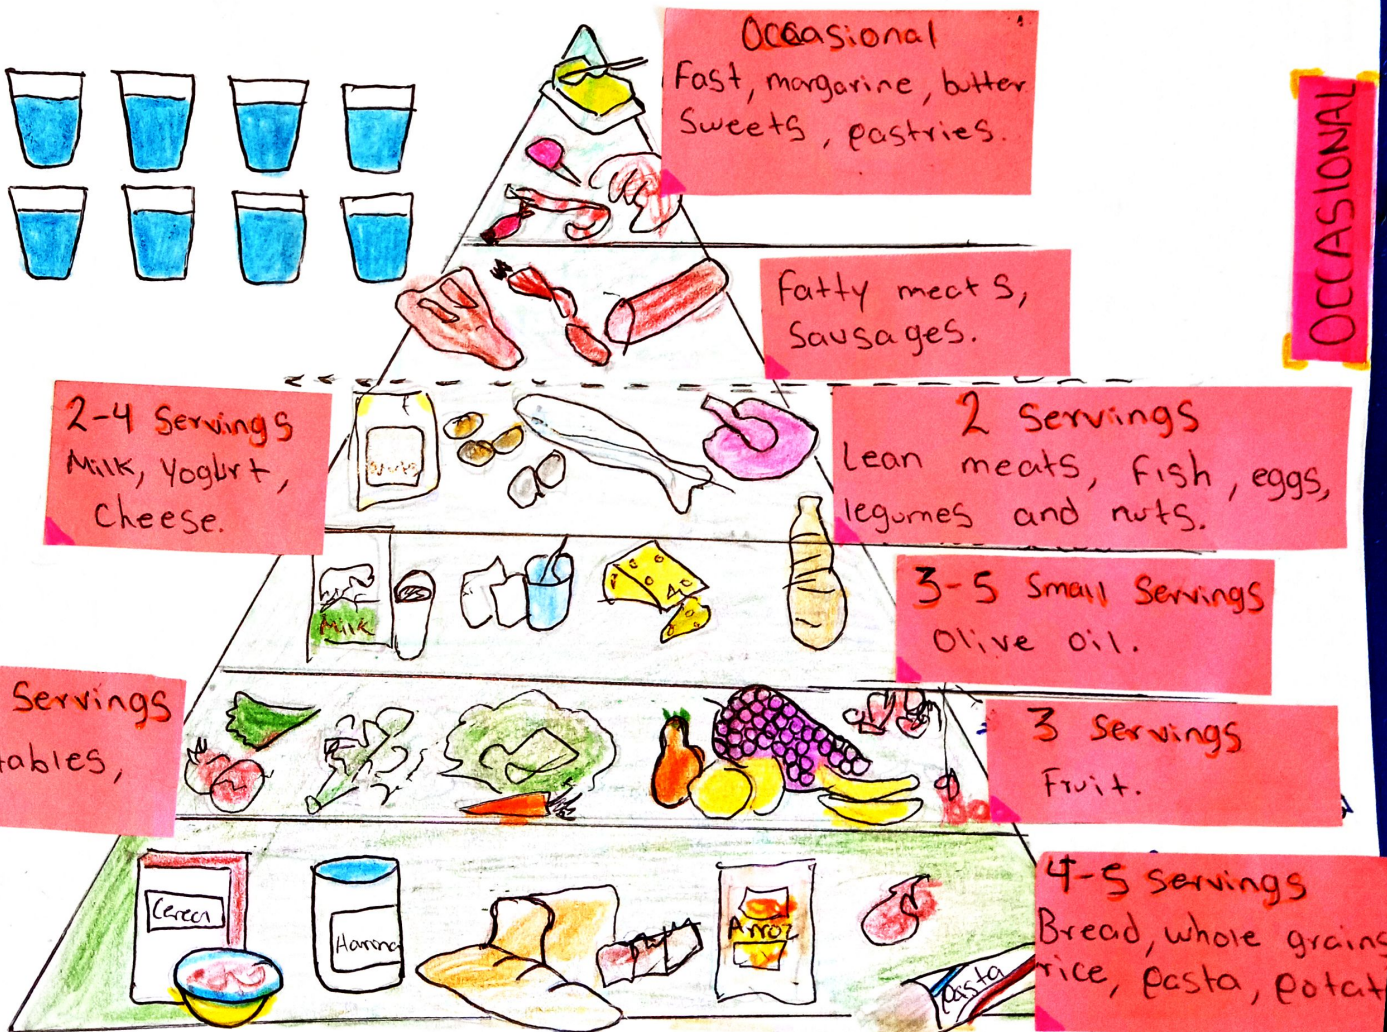 Occasional
Fast, margarine, butter
Sweets, pastries.
OCCASIONAL
Fatty meats,
Sausages.
2-4 Servings
Milk, Yogurt,
Cheese.
2 Servings
Lean meats, fish, eggs,
legumes and nuts.
Nuts
3-5 Small Servings
Olive oil.
Milk
Servings
tables,
3 Servings
Fruit.
4-5 servings
Bread, whole grains
rice, pasta, potat
Cereal
Harina
Arroz
Pasta